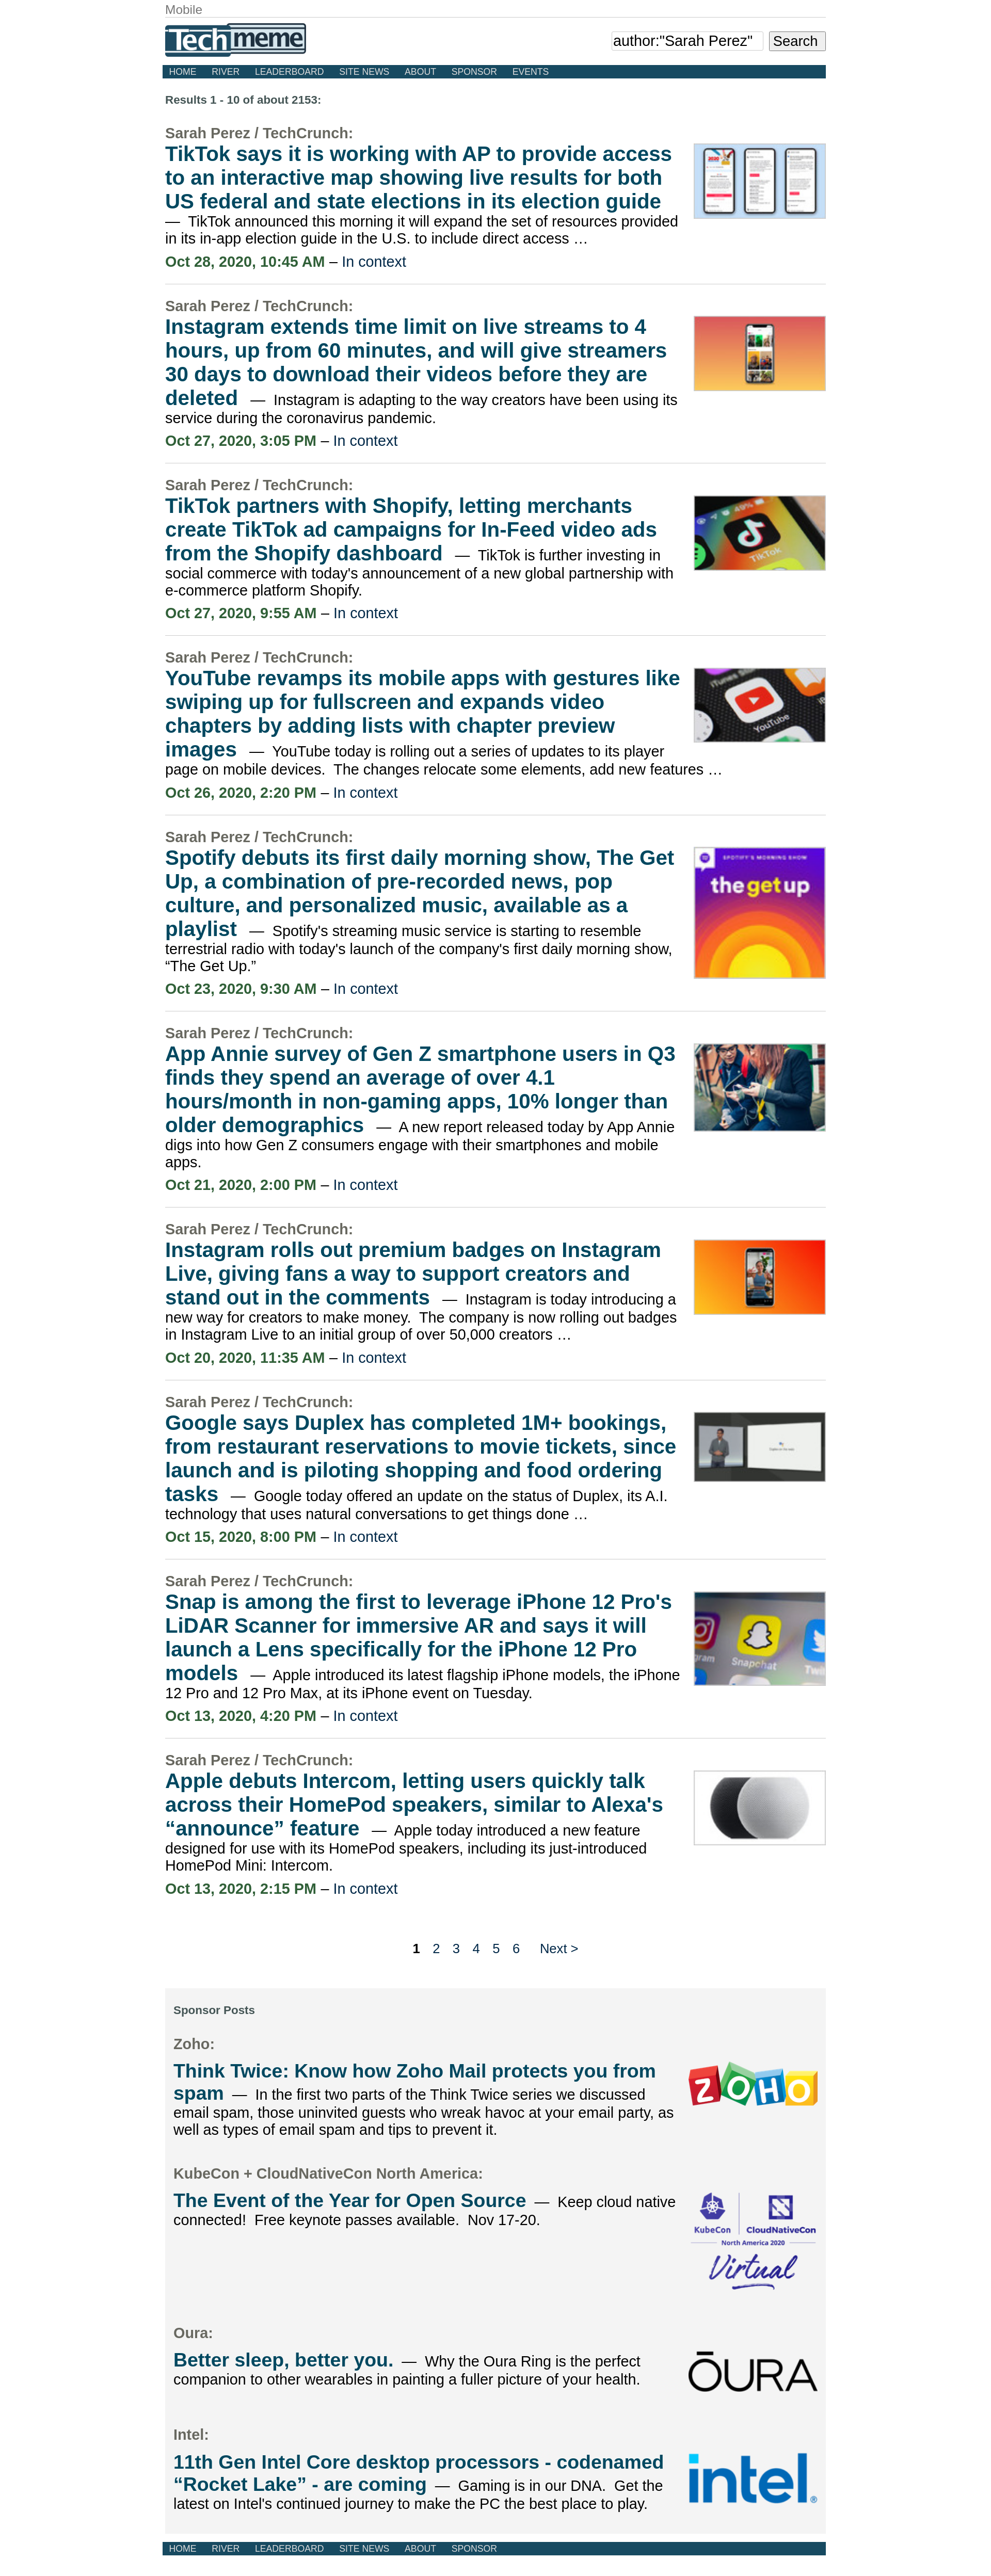 Mobile
Techmeme
author:"Sarah Perez"
Search
HOME RIVER LEADERBOARD SITE NEWS ABOUT SPONSOR EVENTS
Results 1 - 10 of about 2153:
Sarah Perez / TechCrunch:
TikTok says it is working with AP to provide access
to an interactive map showing live results for both
US federal and state elections in its election guide
— TikTok announced this morning it will expand the set of resources provided
in its in-app election guide in the U.S. to include direct access …
Oct 28, 2020, 10:45 AM – In context
Sarah Perez / TechCrunch:
Instagram extends time limit on live streams to 4
hours, up from 60 minutes, and will give streamers
30 days to download their videos before they are
deleted — Instagram is adapting to the way creators have been using its
service during the coronavirus pandemic.
Oct 27, 2020, 3:05 PM – In context
Sarah Perez / TechCrunch:
TikTok partners with Shopify, letting merchants
create TikTok ad campaigns for In-Feed video ads
from the Shopify dashboard — TikTok is further investing in
social commerce with today's announcement of a new global partnership with
e-commerce platform Shopify.
Oct 27, 2020, 9:55 AM – In context
TikTok
Sarah Perez / TechCrunch:
YouTube revamps its mobile apps with gestures like
swiping up for fullscreen and expands video
chapters by adding lists with chapter preview
images — YouTube today is rolling out a series of updates to its player
page on mobile devices. The changes relocate some elements, add new features …
Oct 26, 2020, 2:20 PM – In context
YouTube
Sarah Perez / TechCrunch:
Spotify debuts its first daily morning show, The Get
Up, a combination of pre-recorded news, pop
culture, and personalized music, available as a
playlist — Spotify's streaming music service is starting to resemble
terrestrial radio with today's launch of the company's first daily morning show,
“The Get Up.”
Oct 23, 2020, 9:30 AM – In context
SPOTIFY'S MORNING SHOW
the get up
Sarah Perez / TechCrunch:
App Annie survey of Gen Z smartphone users in Q3
finds they spend an average of over 4.1
hours/month in non-gaming apps, 10% longer than
older demographics — A new report released today by App Annie
digs into how Gen Z consumers engage with their smartphones and mobile
apps.
Oct 21, 2020, 2:00 PM – In context
Sarah Perez / TechCrunch:
Instagram rolls out premium badges on Instagram
Live, giving fans a way to support creators and
stand out in the comments — Instagram is today introducing a
new way for creators to make money. The company is now rolling out badges
in Instagram Live to an initial group of over 50,000 creators …
Oct 20, 2020, 11:35 AM – In context
Sarah Perez / TechCrunch:
Google says Duplex has completed 1M+ bookings,
from restaurant reservations to movie tickets, since
launch and is piloting shopping and food ordering
tasks — Google today offered an update on the status of Duplex, its A.I.
technology that uses natural conversations to get things done …
Oct 15, 2020, 8:00 PM – In context
Sarah Perez / TechCrunch:
Snap is among the first to leverage iPhone 12 Pro's
LiDAR Scanner for immersive AR and says it will
launch a Lens specifically for the iPhone 12 Pro
models — Apple introduced its latest flagship iPhone models, the iPhone
12 Pro and 12 Pro Max, at its iPhone event on Tuesday.
Oct 13, 2020, 4:20 PM – In context
Snapchat
Sarah Perez / TechCrunch:
Apple debuts Intercom, letting users quickly talk
across their HomePod speakers, similar to Alexa's
“announce” feature — Apple today introduced a new feature
designed for use with its HomePod speakers, including its just-introduced
HomePod Mini: Intercom.
Oct 13, 2020, 2:15 PM – In context
1 2 3 4 5 6 Next >
Sponsor Posts
Zoho:
Think Twice: Know how Zoho Mail protects you from
spam — In the first two parts of the Think Twice series we discussed
email spam, those uninvited guests who wreak havoc at your email party, as
well as types of email spam and tips to prevent it.
ZOHO
KubeCon + CloudNativeCon North America:
The Event of the Year for Open Source — Keep cloud native
connected! Free keynote passes available. Nov 17-20.
KubeCon CloudNativeCon
North America 2020
Virtual
Oura:
Better sleep, better you. — Why the Oura Ring is the perfect
companion to other wearables in painting a fuller picture of your health.
ŌURA
Intel:
11th Gen Intel Core desktop processors - codenamed
“Rocket Lake” - are coming — Gaming is in our DNA. Get the
latest on Intel's continued journey to make the PC the best place to play.
intel®
HOME RIVER LEADERBOARD SITE NEWS ABOUT SPONSOR